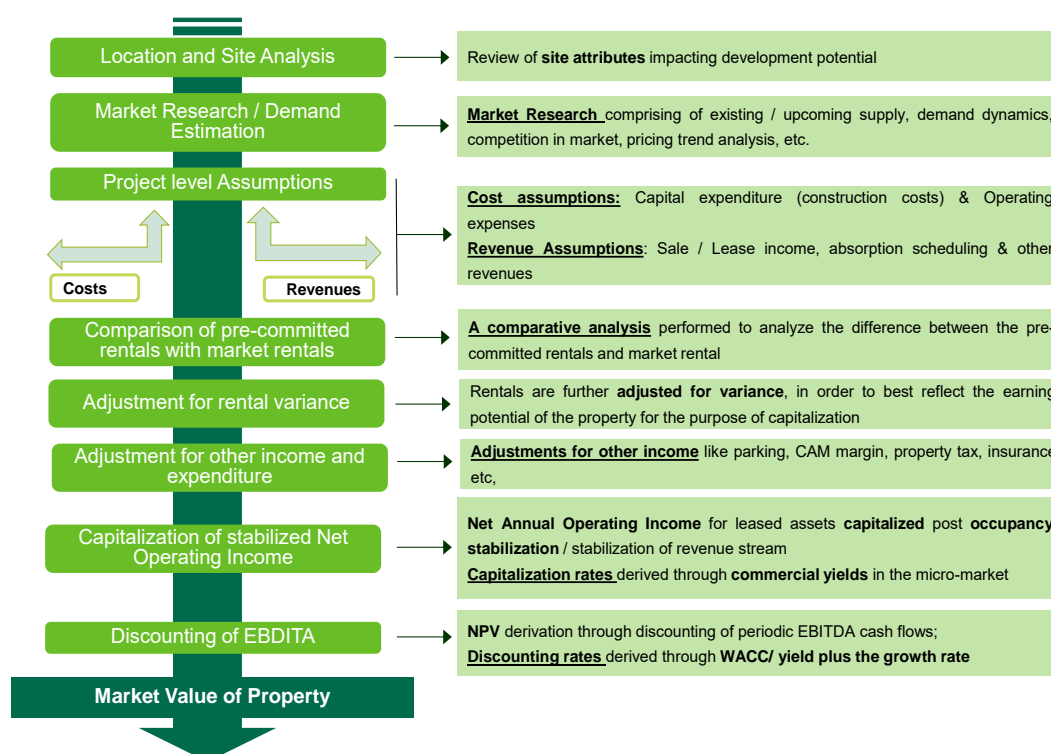 Location and Site Analysis
Review of site attributes impacting development potential
Market Research / Demand
Estimation
Market Research comprising of existing / upcoming supply, demand dynamics,
competition in market, pricing trend analysis, etc.
Project level Assumptions
Cost assumptions: Capital expenditure (construction costs) & Operating
expenses
Revenue Assumptions: Sale / Lease income, absorption scheduling & other
revenues
Costs
Revenues
Comparison of pre-committed
rentals with market rentals
A comparative analysis performed to analyze the difference between the pre-
committed rentals and market rental
Adjustment for rental variance
Rentals are further adjusted for variance, in order to best reflect the earning
potential of the property for the purpose of capitalization
Adjustment for other income and
expenditure
Adjustments for other income like parking, CAM margin, property tax, insurance
etc,
Capitalization of stabilized Net
Operating Income
Net Annual Operating Income for leased assets capitalized post occupancy
stabilization / stabilization of revenue stream
Capitalization rates derived through commercial yields in the micro-market
Discounting of EBDITA
NPV derivation through discounting of periodic EBITDA cash flows;
Discounting rates derived through WACC/ yield plus the growth rate
Market Value of Property